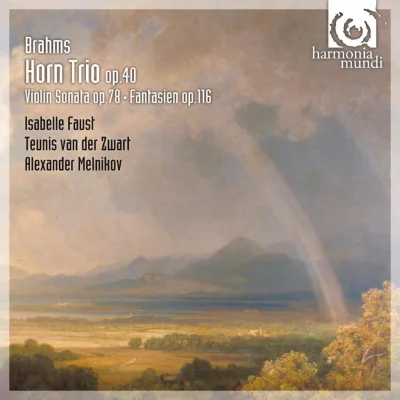 Brahms
Horn Trio op.40
Violin Sonata op.78 · Fantasien op.116
Isabelle Faust
Teunis van der Zwart
Alexander Melnikov
harmonia
mundi